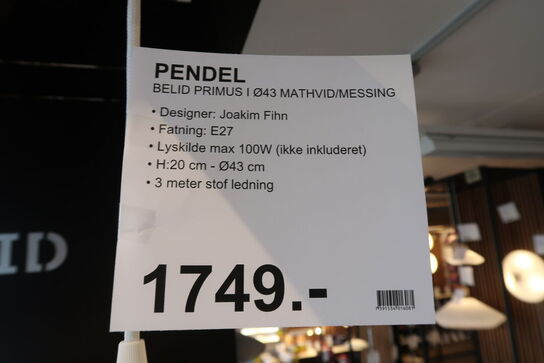 PENDEL
BELID PRIMUS I Ø43 MATHVID/MESSING
• Designer: Joakim Fihn
• Fatning: E27
• Lyskilde max 100W (ikke inkluderet)
• H:20 cm - Ø43 cm
• 3 meter stof ledning
ID
1749.-